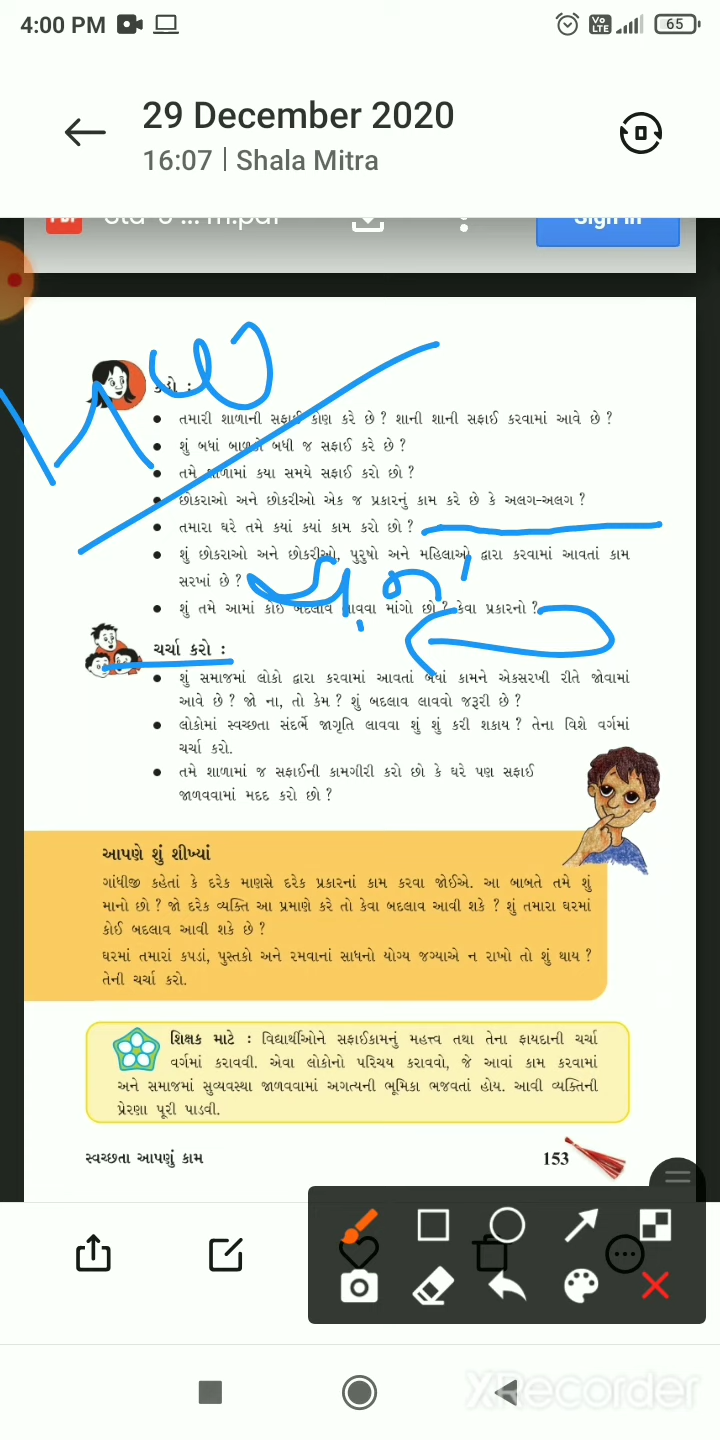 4:00 PM
Vo LTE
65
29 December 2020
16:07 | Shala Mitra
Sign in
કહો :
• તમારી શાળાની સફાઈ કોણ કરે છે ? શાની શાની સફાઈ કરવામાં આવે છે ?
• શું બધાં બાળકો બધી જ સફાઈ કરે છે ?
• તમે શાળામાં કયા સમયે સફાઈ કરો છો ?
• છોકરાઓ અને છોકરીઓ એક જ પ્રકારનું કામ કરે છે કે અલગ-અલગ ?
• તમારા ઘરે તમે કયાં કયાં કામ કરો છો ?
• શું છોકરાઓ અને છોકરીઓ, પુરુષો અને મહિલાઓ દ્વારા કરવામાં આવતાં કામ
સરખાં છે ?
• શું તમે આમાં કોઈ બદલાવ લાવવા માંગો છો ? કેવા પ્રકારનો ?
ચર્ચા કરો :
• શું સમાજમાં લોકો દ્વારા કરવામાં આવતાં બધાં કામને એકસરખી રીતે જોવામાં
આવે છે ? જો ના, તો કેમ ? શું બદલાવ લાવવો જરૂરી છે ?
• લોકોમાં સ્વચ્છતા સંદર્ભે જાગૃતિ લાવવા શું શું કરી શકાય ? તેના વિશે વર્ગમાં
ચર્ચા કરો.
• તમે શાળામાં જ સફાઈની કામગીરી કરો છો કે ઘરે પણ સફાઈ
જાળવવામાં મદદ કરો છો ?
આપણે શું શીખ્યાં
ગાંધીજી કહેતાં કે દરેક માણસે દરેક પ્રકારનાં કામ કરવા જોઈએ. આ બાબતે તમે શું
માનો છો ? જો દરેક વ્યક્તિ આ પ્રમાણે કરે તો કેવા બદલાવ આવી શકે ? શું તમારા ઘરમાં
કોઈ બદલાવ આવી શકે છે ?
ઘરમાં તમારાં કપડાં, પુસ્તકો અને રમવાનાં સાધનો યોગ્ય જગ્યાએ ન રાખો તો શું થાય ?
તેની ચર્ચા કરો.
શિક્ષક માટે : વિદ્યાર્થીઓને સફાઈકામનું મહત્ત્વ તથા તેના ફાયદાની ચર્ચા
વર્ગમાં કરાવવી. એવા લોકોનો પરિચય કરાવવો, જે આવાં કામ કરવામાં
અને સમાજમાં સુવ્યવસ્થા જાળવવામાં અગત્યની ભૂમિકા ભજવતાં હોય. આવી વ્યક્તિની
પ્રેરણા પૂરી પાડવી.
સ્વચ્છતા આપણું કામ
153
XRecorder